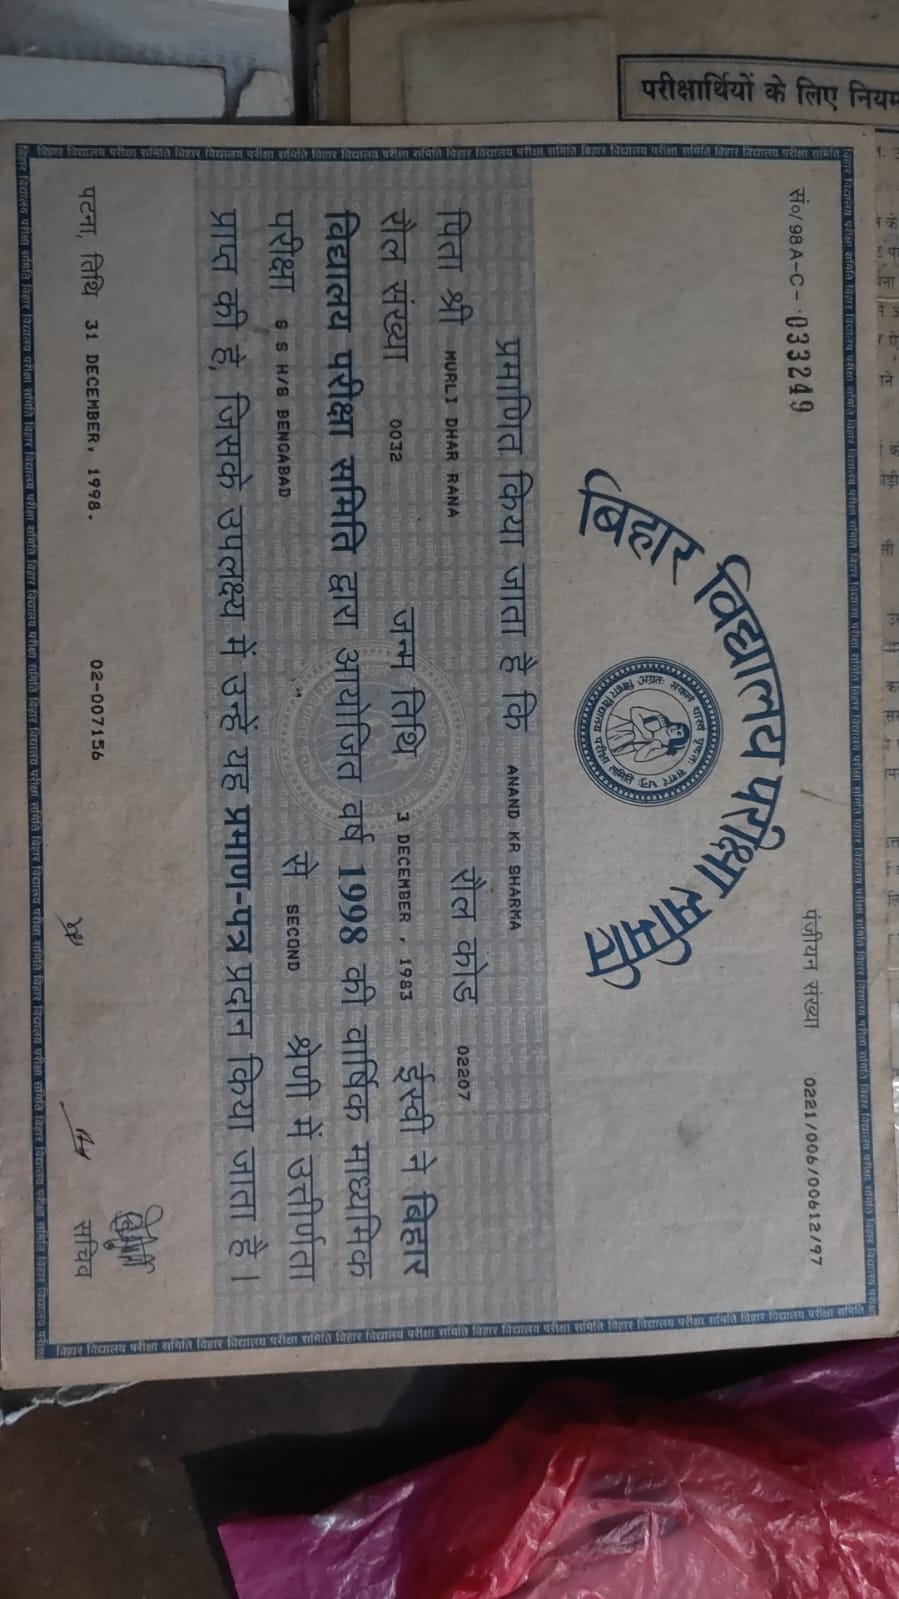 परीक्षार्थियों के लिए नियम
सं०/98A-C- 033249
पंजीयन संख्या 0221/006/00612/97
बिहार विद्यालय परीक्षा समिति
प्रमाणित किया जाता है कि ANAND KR SHARMA
पिता श्री MURLI DHAR RANA रौल कोड 02207
रौल संख्या 0032 जन्म तिथि 3 DECEMBER , 1983 ईस्वी ने बिहार
विद्यालय परीक्षा समिति द्वारा आयोजित वर्ष 1998 की वार्षिक माध्यमिक
परीक्षा S S H/S BENGABAD से SECOND श्रेणी में उत्तीर्णता
प्राप्त की है, जिसके उपलक्ष्य में उन्हें यह प्रमाण-पत्र प्रदान किया जाता है।
पटना, तिथि 31 DECEMBER, 1998. 02-007156 सचिव